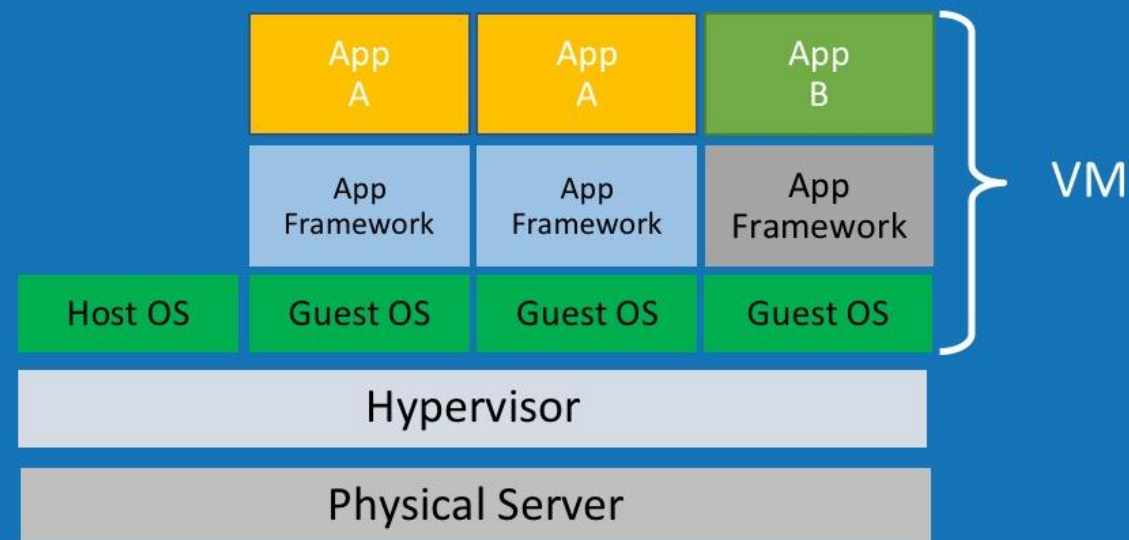 App
A
App
A
App
B
App
Framework
App
Framework
App
Framework
VM
Host OS
Guest OS
Guest OS
Guest OS
Hypervisor
Physical Server